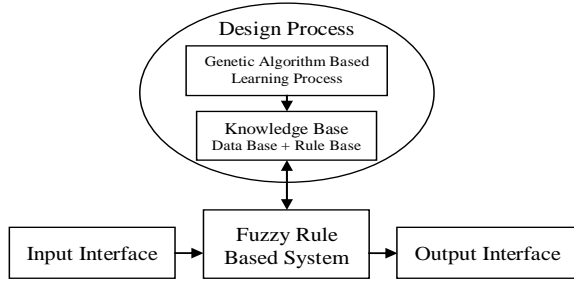 Design Process
Genetic Algorithm Based
Learning Process
Knowledge Base
Data Base + Rule Base
Input Interface
Fuzzy Rule
Based System
Output Interface